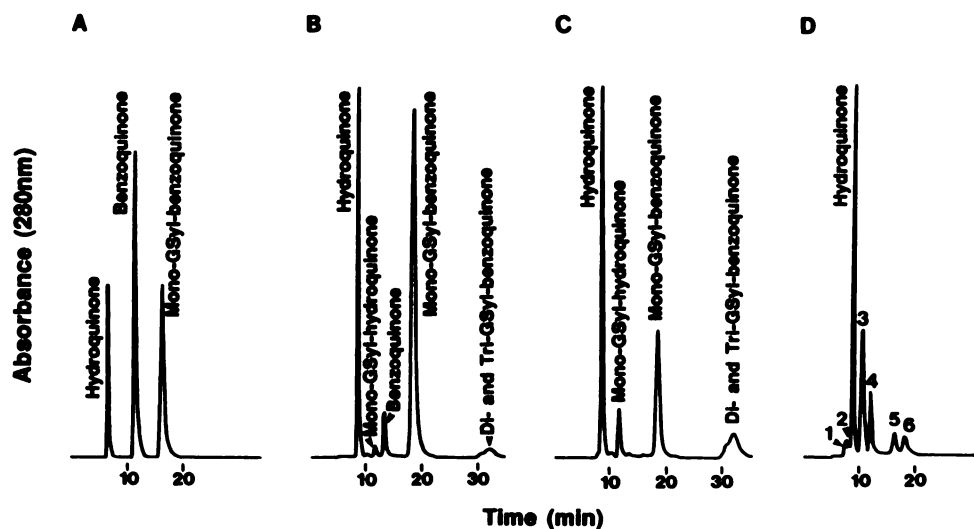 A
B
C
D
Absorbance (280nm)
Hydroquinone
Benzoquinone
Mono-GSyl-benzoquinone
10
20
Hydroquinone
Mono-GSyl-hydroquinone
Benzoquinone
Mono-GSyl-benzoquinone
Di- and Tri-GSyl-benzoquinone
10
20
30
Hydroquinone
Mono-GSyl-hydroquinone
Mono-GSyl-benzoquinone
Di- and Tri-GSyl-benzoquinone
10
20
30
Hydroquinone
1
2
3
4
5
6
10
20
Time (min)